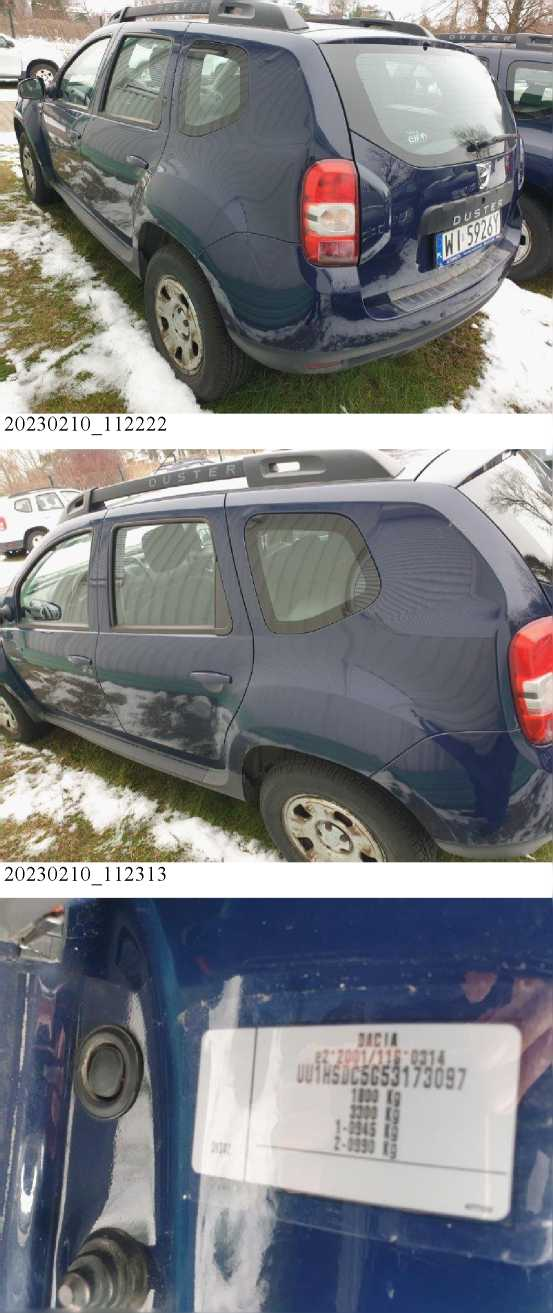 DUSTER
WI 5926Y
20230210_112222
DUSTER
20230210_112313
DACIA
e2*2001/116*0314
UU1HSDC5G53173097
1800 Kg
3300 Kg
1-0945 Kg
2-0990 Kg